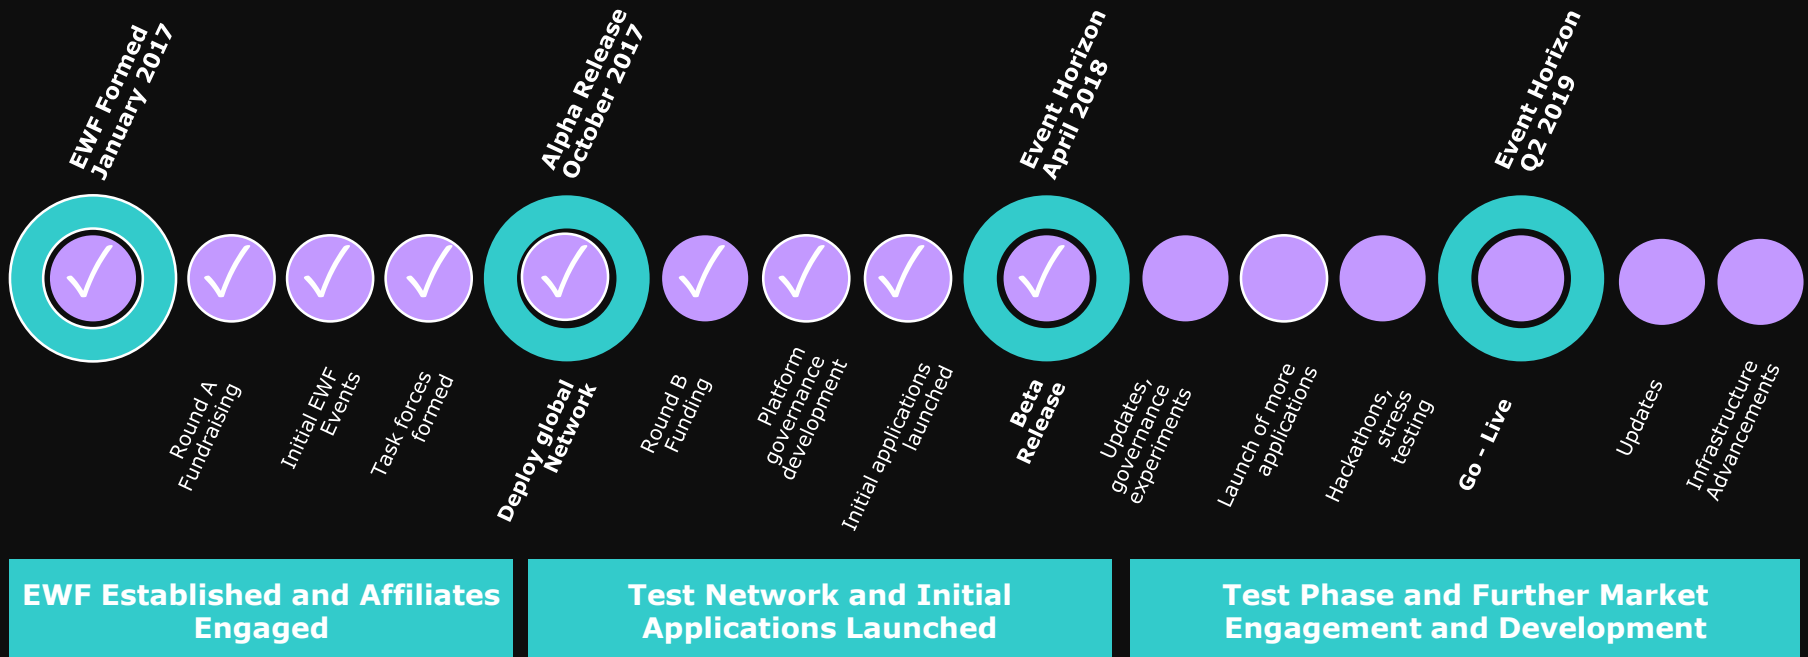 EWF Formed
January 2017
Alpha Release
October 2017
Event Horizon
April 2018
Event Horizon
Q2 2019
Round A
Fundraising
Initial EWF
Events
Task forces
formed
Deploy global
Network
Round B
Funding
Platform
governance
development
Initial applications
launched
Beta
Release
Updates,
governance
experiments
Launch of more
applications
Hackathons,
stress
testing
Go – Live
Updates
Infrastructure
Advancements
EWF Established and Affiliates
Engaged
Test Network and Initial
Applications Launched
Test Phase and Further Market
Engagement and Development